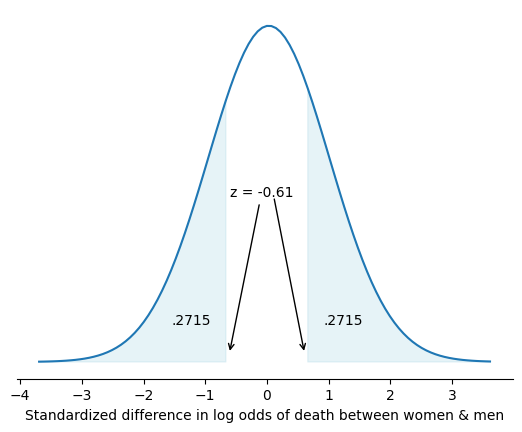 z = -0.61
.2715
.2715
−4 −3 −2 −1 0 1 2 3
Standardized difference in log odds of death between women & men